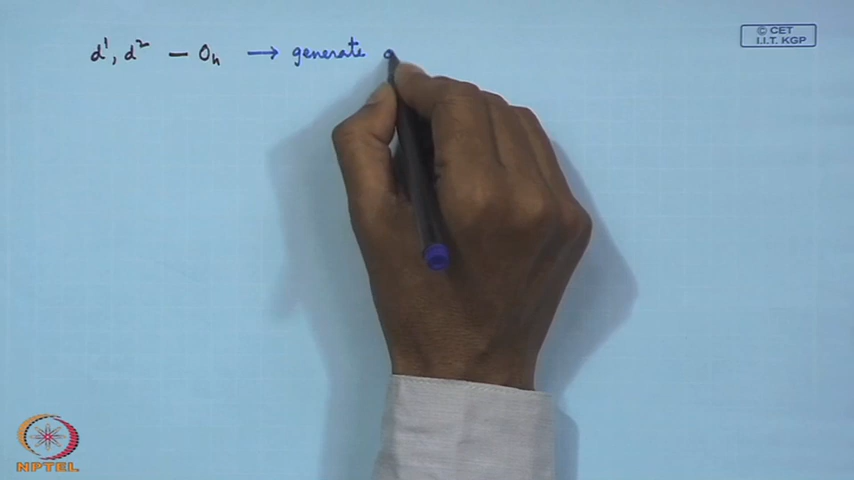 d¹, d² — Oh → generate
© CET
I.I.T. KGP
NPTEL